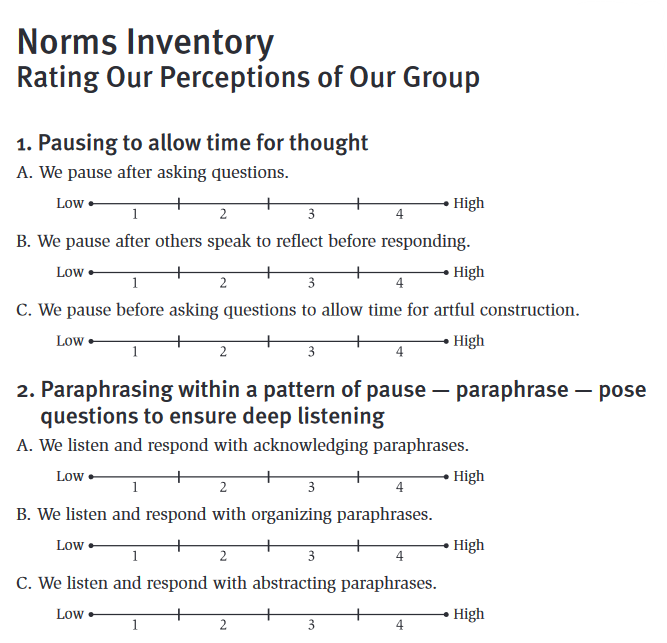 Norms Inventory
Rating Our Perceptions of Our Group
1. Pausing to allow time for thought
A. We pause after asking questions.
Low High
1 2 3 4
B. We pause after others speak to reflect before responding.
Low High
1 2 3 4
C. We pause before asking questions to allow time for artful construction.
Low High
1 2 3 4
2. Paraphrasing within a pattern of pause — paraphrase — pose
questions to ensure deep listening
A. We listen and respond with acknowledging paraphrases.
Low High
1 2 3 4
B. We listen and respond with organizing paraphrases.
Low High
1 2 3 4
C. We listen and respond with abstracting paraphrases.
Low High
1 2 3 4